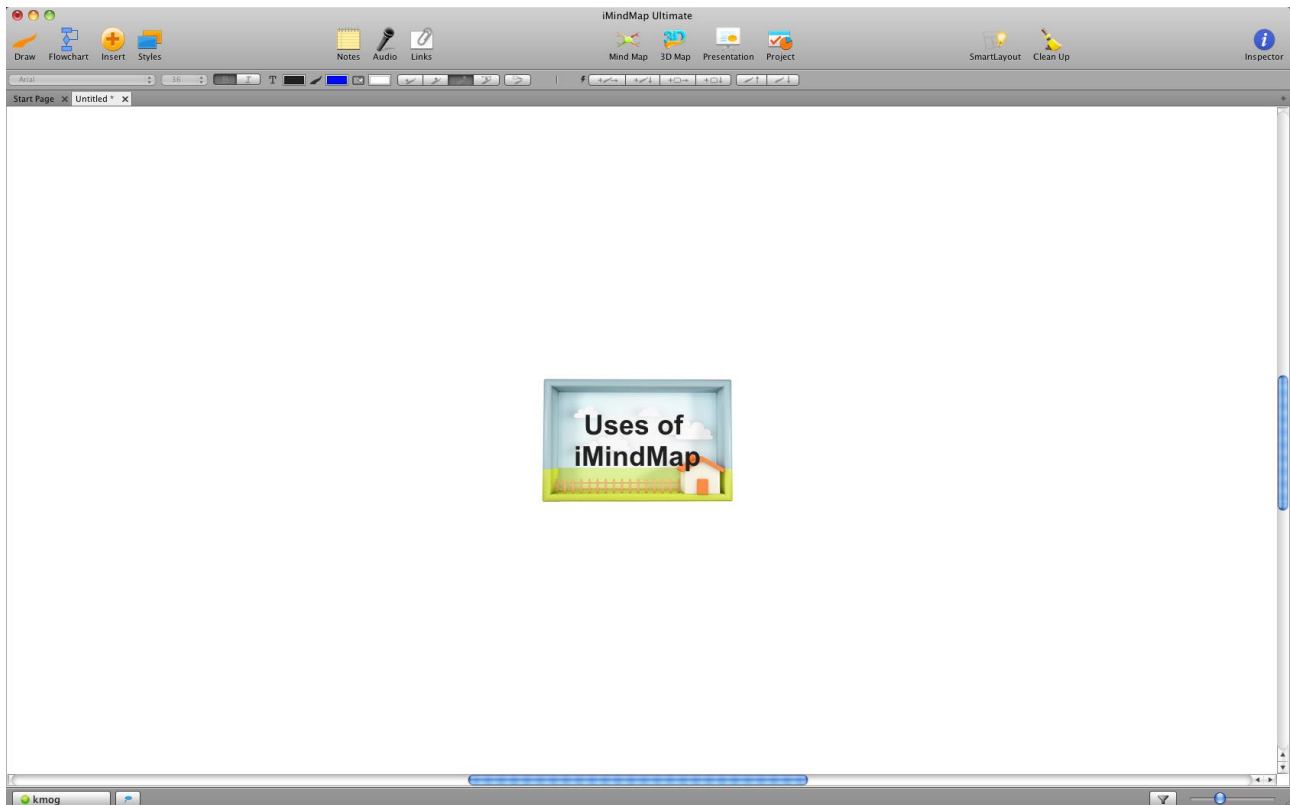 iMindMap Ultimate
Draw Flowchart Insert Styles Notes Audio Links Mind Map 3D Map Presentation Project SmartLayout Clean Up Inspector
Arial 36 B I T
Start Page Untitled *
Uses of
iMindMap
kmog